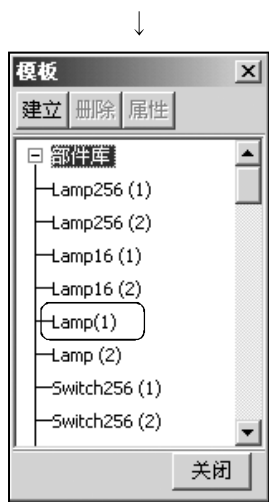 模板
建立 删除 属性
部件库
Lamp256 (1)
Lamp256 (2)
Lamp16 (1)
Lamp16 (2)
Lamp(1)
Lamp (2)
Switch256 (1)
Switch256 (2)
关闭